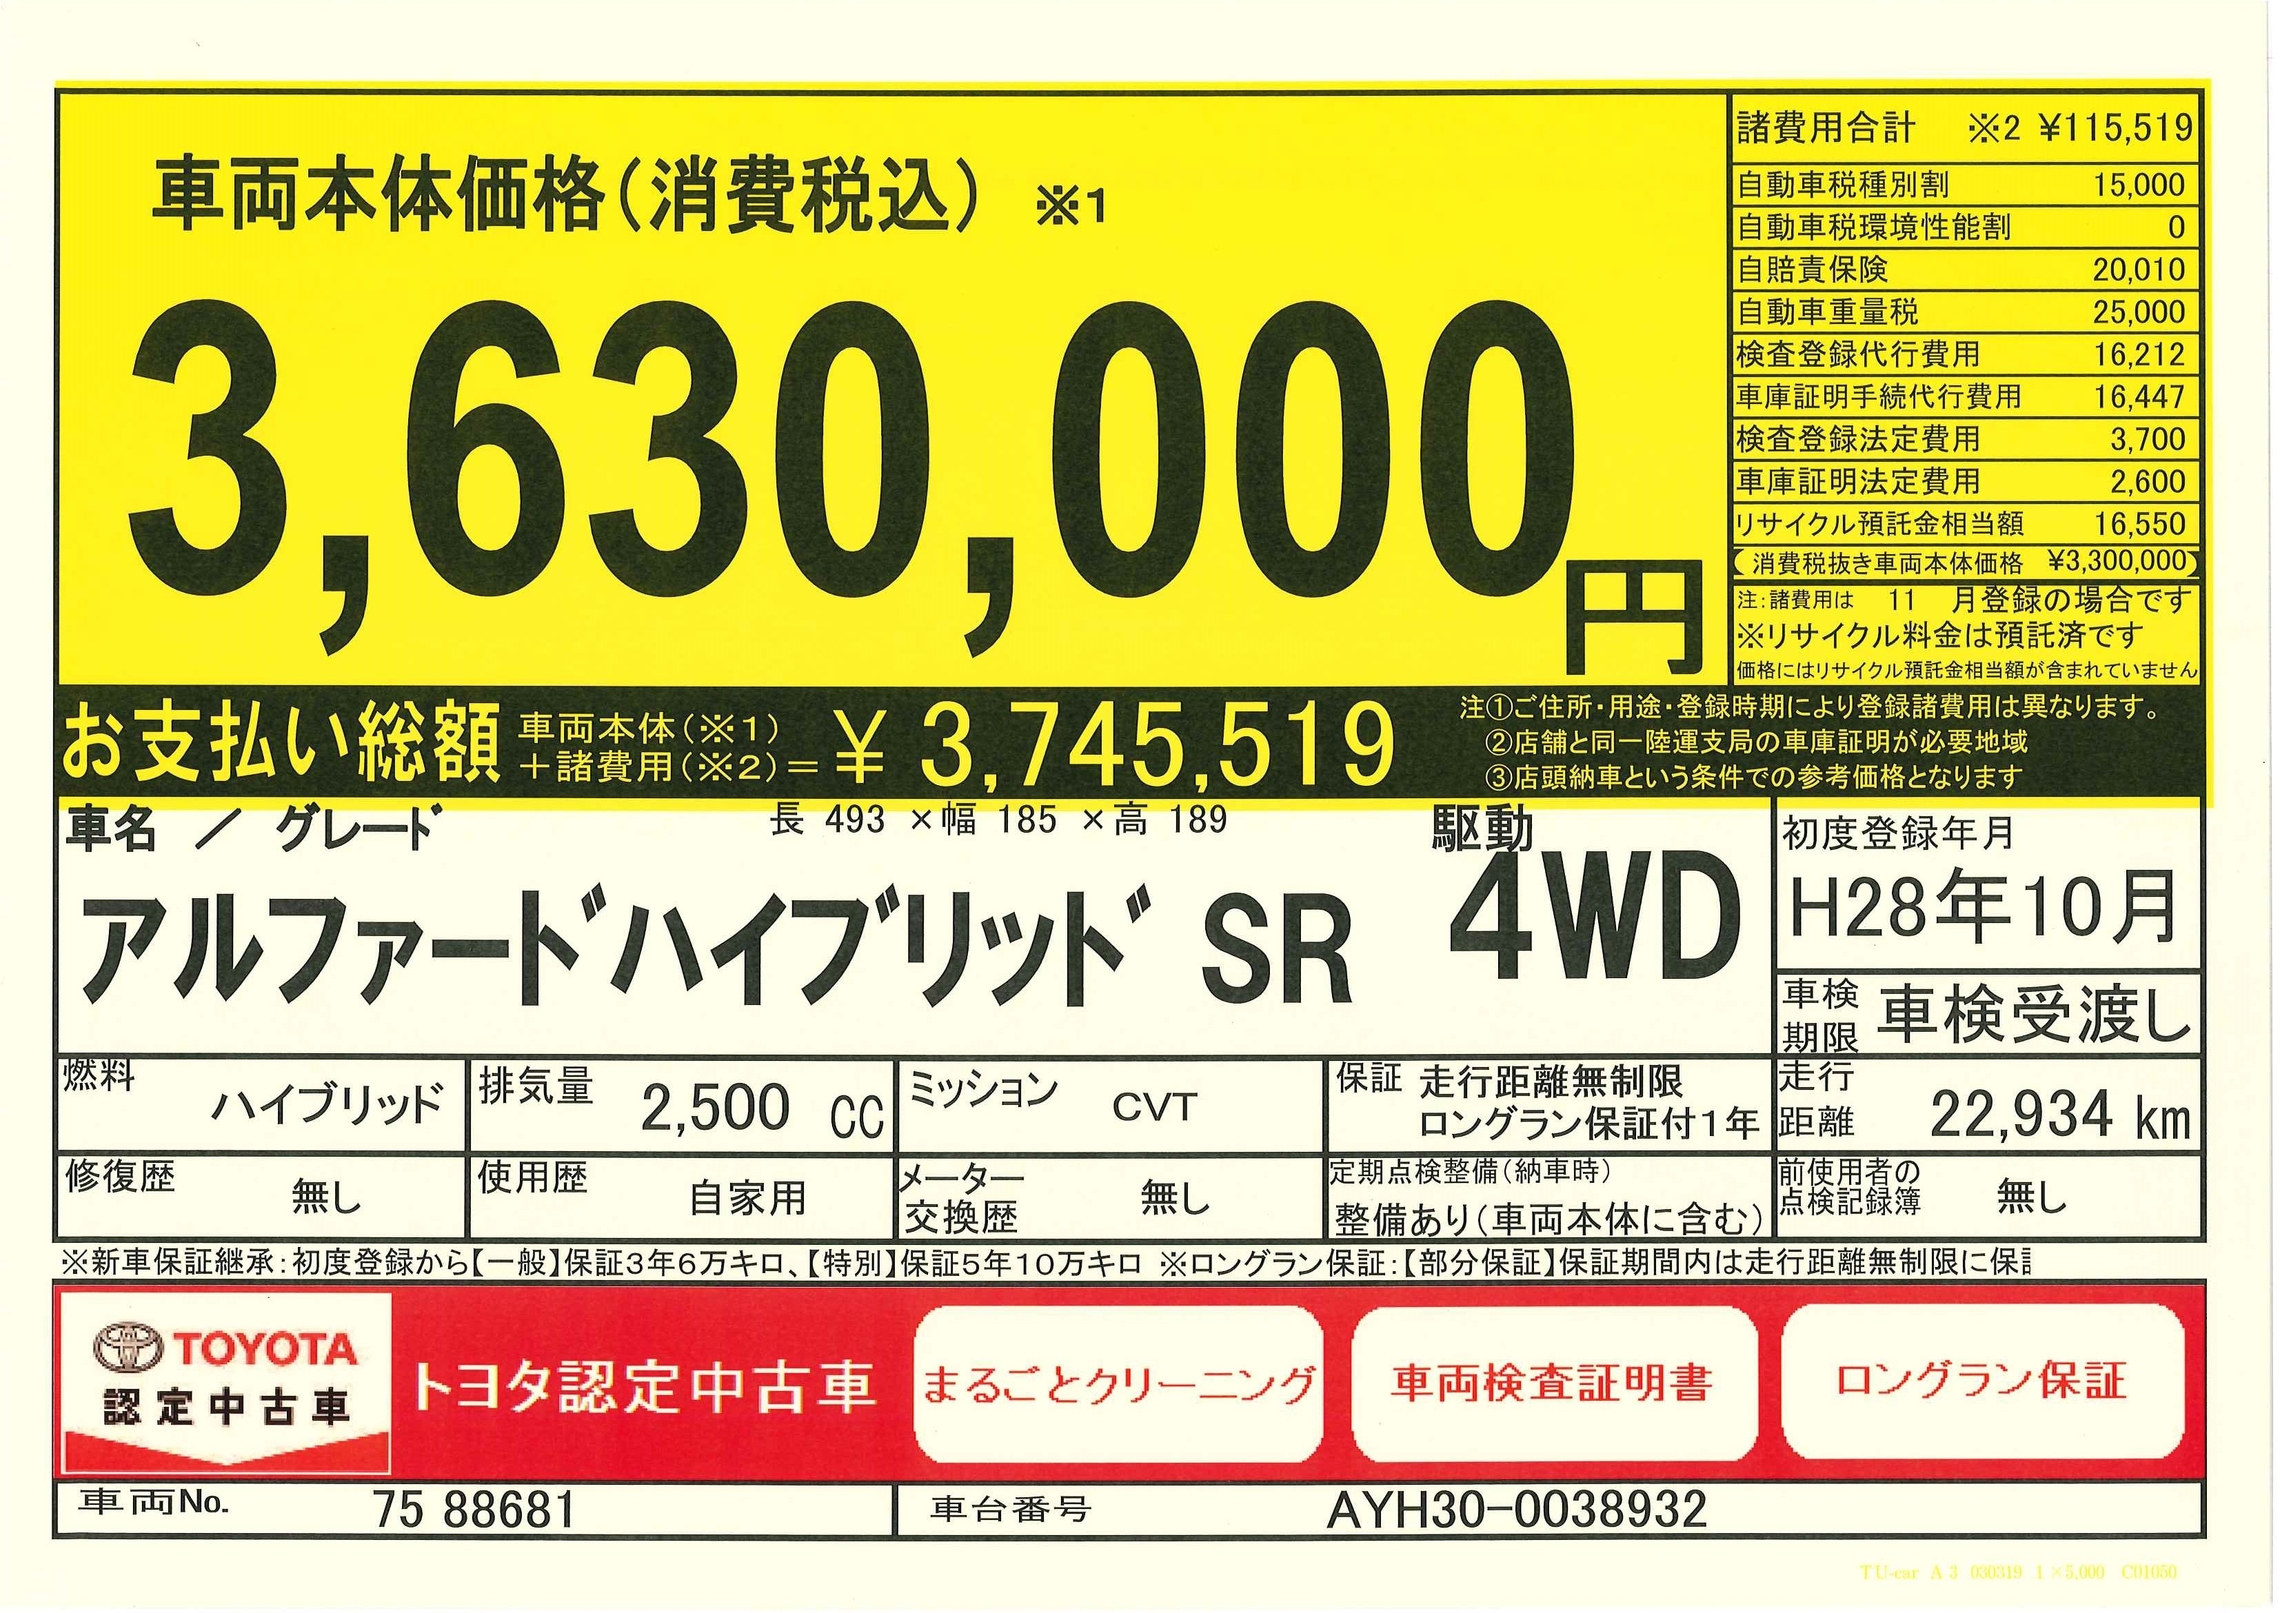 車両本体価格(消費税込) ※1
3,630,000円
諸費用合計 ※2 ¥115,519
自動車税種別割 15,000
自動車税環境性能割 0
自賠責保険 20,010
自動車重量税 25,000
検査登録代行費用 16,212
車庫証明手続代行費用 16,447
検査登録法定費用 3,700
車庫証明法定費用 2,600
リサイクル預託金相当額 16,550
【消費税抜き車両本体価格 ¥3,300,000】
注:諸費用は 11 月登録の場合です
※リサイクル料金は預託済です
価格にはリサイクル預託金相当額が含まれていません
お支払い総額 車両本体(※1)
+諸費用(※2)= ¥ 3,745,519
注①ご住所・用途・登録時期により登録諸費用は異なります。
②店舗と同一陸運支局の車庫証明が必要地域
③店頭納車という条件での参考価格となります
車名 / グレード 長 493 ×幅 185 ×高 189
アルファードハイブリッド SR
駆動
4WD
初度登録年月
H28年10月
車検期限 車検受渡し
燃料 ハイブリッド
排気量 2,500 CC
ミッション CVT
保証 走行距離無制限
ロングラン保証付1年
走行距離 22,934 km
修復歴 無し
使用歴 自家用
メーター交換歴 無し
定期点検整備(納車時)
整備あり(車両本体に含む)
前使用者の点検記録簿 無し
※新車保証継承:初度登録から【一般】保証3年6万キロ、【特別】保証5年10万キロ ※ロングラン保証:【部分保証】保証期間内は走行距離無制限に保
TOYOTA
認定中古車
トヨタ認定中古車
まるごとクリーニング
車両検査証明書
ロングラン保証
車両No. 75 88681
車台番号 AYH30-0038932
TU-car A3 030319 1×5,000 C01050